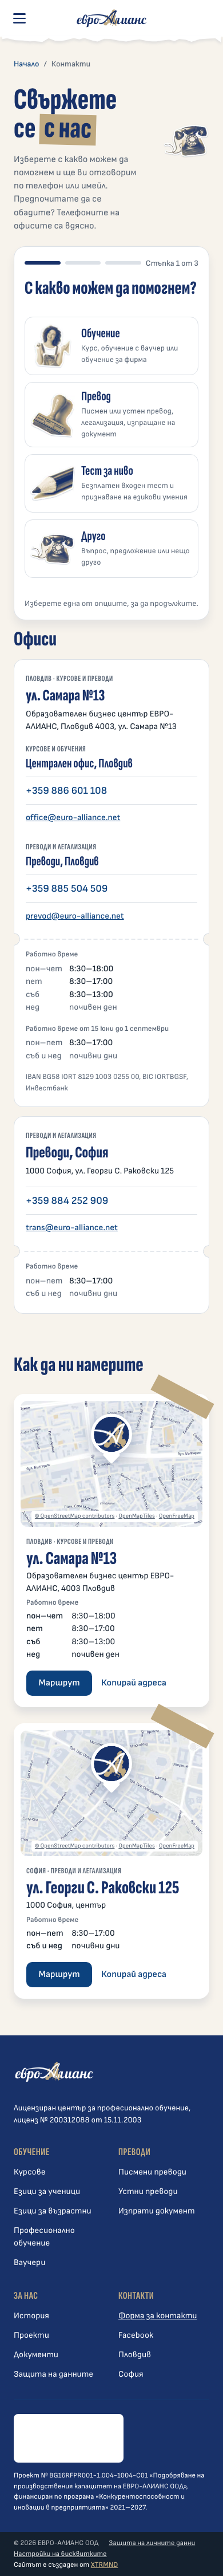 евроАлианс
Начало / Контакти
Свържете
се с нас
Изберете с какво можем да
помогнем и ще ви отговорим
по телефон или имейл.
Предпочитате да се
обадите? Телефоните на
офисите са вдясно.
Стъпка 1 от 3
С какво можем да помогнем?
Обучение
Курс, обучение с ваучер или
обучение за фирма
Превод
Писмен или устен превод,
легализация, изпращане на
документ
Тест за ниво
Безплатен входен тест и
признаване на езикови умения
Друго
Въпрос, предложение или нещо
друго
Изберете една от опциите, за да продължите.
Офиси
ПЛОВДИВ · КУРСОВЕ И ПРЕВОДИ
ул. Самара №13
Образователен бизнес център ЕВРО-
АЛИАНС, Пловдив 4003, ул. Самара №13
КУРСОВЕ И ОБУЧЕНИЯ
Централен офис, Пловдив
+359 886 601 108
office@euro-alliance.net
ПРЕВОДИ И ЛЕГАЛИЗАЦИЯ
Преводи, Пловдив
+359 885 504 509
prevod@euro-alliance.net
Работно време
пон–чет 8:30–18:00
пет 8:30–17:00
съб 8:30–13:00
нед почивен ден
Работно време от 15 юни до 1 септември
пон–пет 8:30–17:00
съб и нед почивни дни
IBAN BG58 IORT 8129 1003 0255 00, BIC IORTBGSF,
Инвестбанк
ПРЕВОДИ И ЛЕГАЛИЗАЦИЯ
Преводи, София
1000 София, ул. Георги С. Раковски 125
+359 884 252 909
trans@euro-alliance.net
Работно време
пон–пет 8:30–17:00
съб и нед почивни дни
Как да ни намерите
© OpenStreetMap contributors · OpenMapTiles · OpenFreeMap
ПЛОВДИВ · КУРСОВЕ И ПРЕВОДИ
ул. Самара №13
Образователен бизнес център ЕВРО-
АЛИАНС, 4003 Пловдив
Работно време
пон–чет 8:30–18:00
пет 8:30–17:00
съб 8:30–13:00
нед почивен ден
Маршрут Копирай адреса
© OpenStreetMap contributors · OpenMapTiles · OpenFreeMap
СОФИЯ · ПРЕВОДИ И ЛЕГАЛИЗАЦИЯ
ул. Георги С. Раковски 125
1000 София, център
Работно време
пон–пет 8:30–17:00
съб и нед почивни дни
Маршрут Копирай адреса
евроАлианс
Лицензиран център за професионално обучение,
лиценз № 200312088 от 15.11.2003
ОБУЧЕНИЕ
Курсове
Езици за ученици
Езици за възрастни
Професионално
обучение
Ваучери
ПРЕВОДИ
Писмени преводи
Устни преводи
Изпрати документ
ЗА НАС
История
Проекти
Документи
Защита на данните
КОНТАКТИ
Форма за контакти
Facebook
Пловдив
София
Проект № BG16RFPR001-1.004-1004-C01 «Подобряване на
производствения капацитет на ЕВРО-АЛИАНС ООД»,
финансиран по програма «Конкурентоспособност и
иновации в предприятията» 2021–2027.
© 2026 ЕВРО-АЛИАНС ООД Защита на личните данни
Настройки на бисквитките
Сайтът е създаден от XTRMND